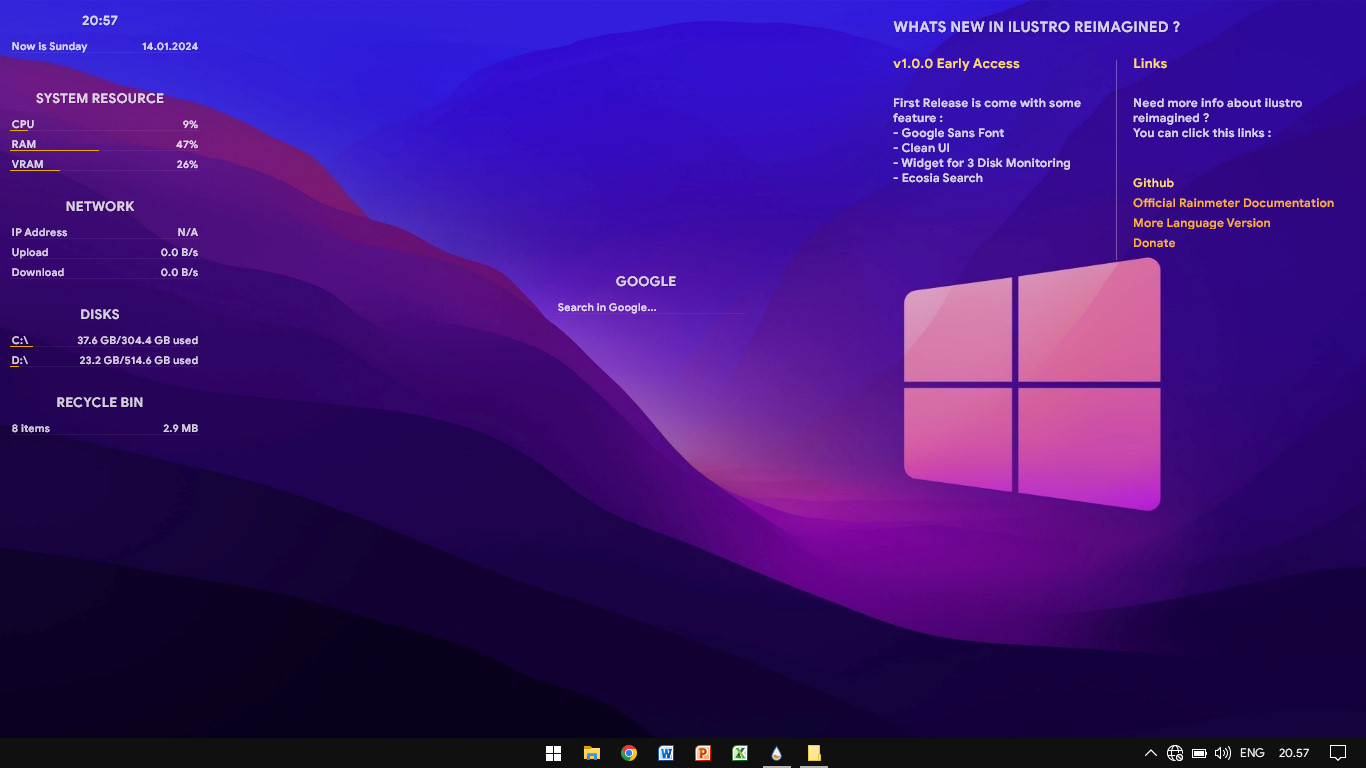 20:57
Now is Sunday 14.01.2024
SYSTEM RESOURCE
CPU 9%
RAM 47%
VRAM 26%
NETWORK
IP Address N/A
Upload 0.0 B/s
Download 0.0 B/s
DISKS
C:\ 37.6 GB/304.4 GB used
D:\ 23.2 GB/514.6 GB used
RECYCLE BIN
8 items 2.9 MB
GOOGLE
Search in Google...
WHATS NEW IN ILUSTRO REIMAGINED ?
v1.0.0 Early Access
First Release is come with some
feature :
- Google Sans Font
- Clean UI
- Widget for 3 Disk Monitoring
- Ecosia Search
Links
Need more info about ilustro
reimagined ?
You can click this links :
Github
Official Rainmeter Documentation
More Language Version
Donate
W P X ENG 20.57